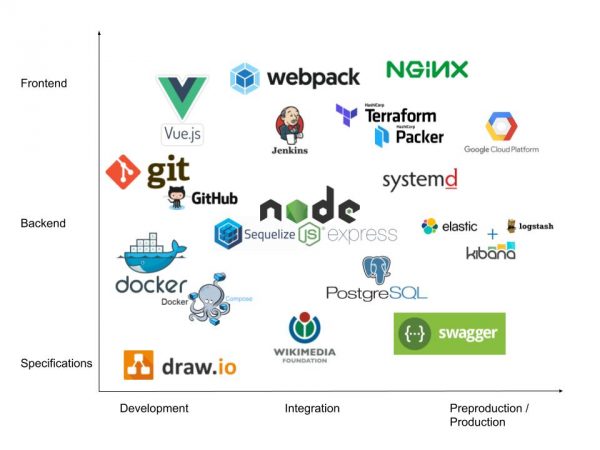 Frontend
webpack
NGiNX
Vue.js
Jenkins
HashiCorp
Terraform
HashiCorp
Packer
Google Cloud Platform
git
GitHub
systemd
Backend
node
JS
Sequelize
express
elastic
+
logstash
kibana
docker
Docker
Compose
PostgreSQL
WIKIMEDIA
FOUNDATION
{···}
swagger
Specifications
draw.io
Development
Integration
Preproduction /
Production